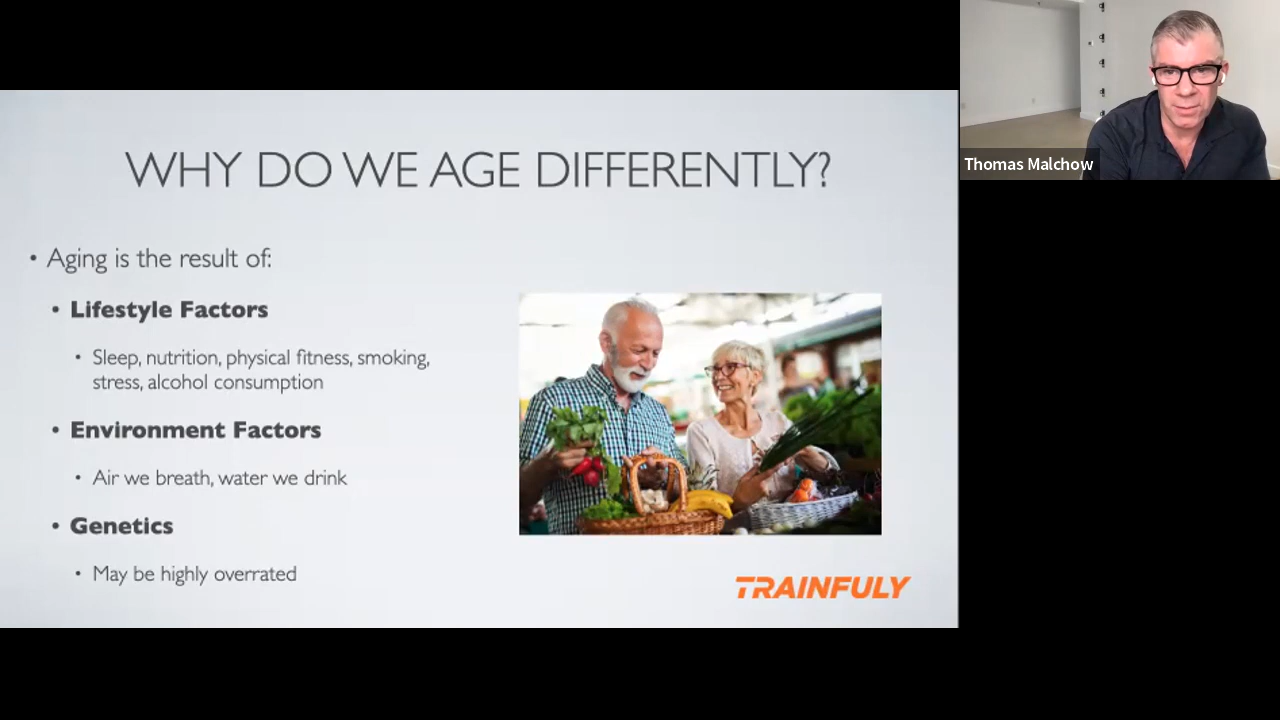 WHY DO WE AGE DIFFERENTLY?
• Aging is the result of:
• Lifestyle Factors
• Sleep, nutrition, physical fitness, smoking,
stress, alcohol consumption
• Environment Factors
• Air we breath, water we drink
• Genetics
• May be highly overrated
TRAINFULY
Thomas Malchow